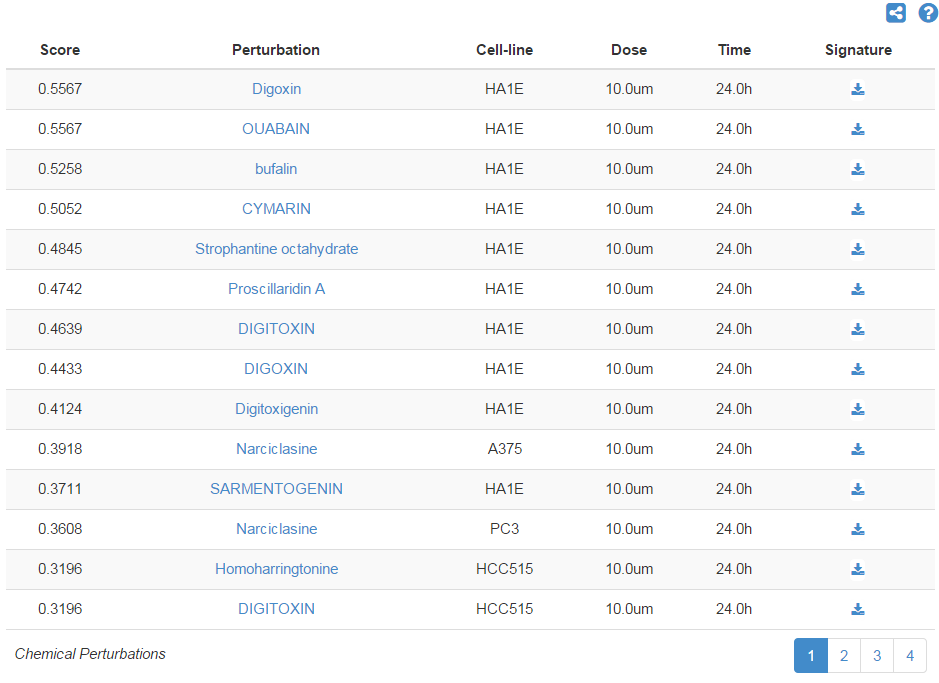 Score Perturbation Cell-line Dose Time Signature
0.5567 Digoxin HA1E 10.0um 24.0h
0.5567 OUABAIN HA1E 10.0um 24.0h
0.5258 bufalin HA1E 10.0um 24.0h
0.5052 CYMARIN HA1E 10.0um 24.0h
0.4845 Strophantine octahydrate HA1E 10.0um 24.0h
0.4742 Proscillaridin A HA1E 10.0um 24.0h
0.4639 DIGITOXIN HA1E 10.0um 24.0h
0.4433 DIGOXIN HA1E 10.0um 24.0h
0.4124 Digitoxigenin HA1E 10.0um 24.0h
0.3918 Narciclasine A375 10.0um 24.0h
0.3711 SARMENTOGENIN HA1E 10.0um 24.0h
0.3608 Narciclasine PC3 10.0um 24.0h
0.3196 Homoharringtonine HCC515 10.0um 24.0h
0.3196 DIGITOXIN HCC515 10.0um 24.0h
Chemical Perturbations 1 2 3 4